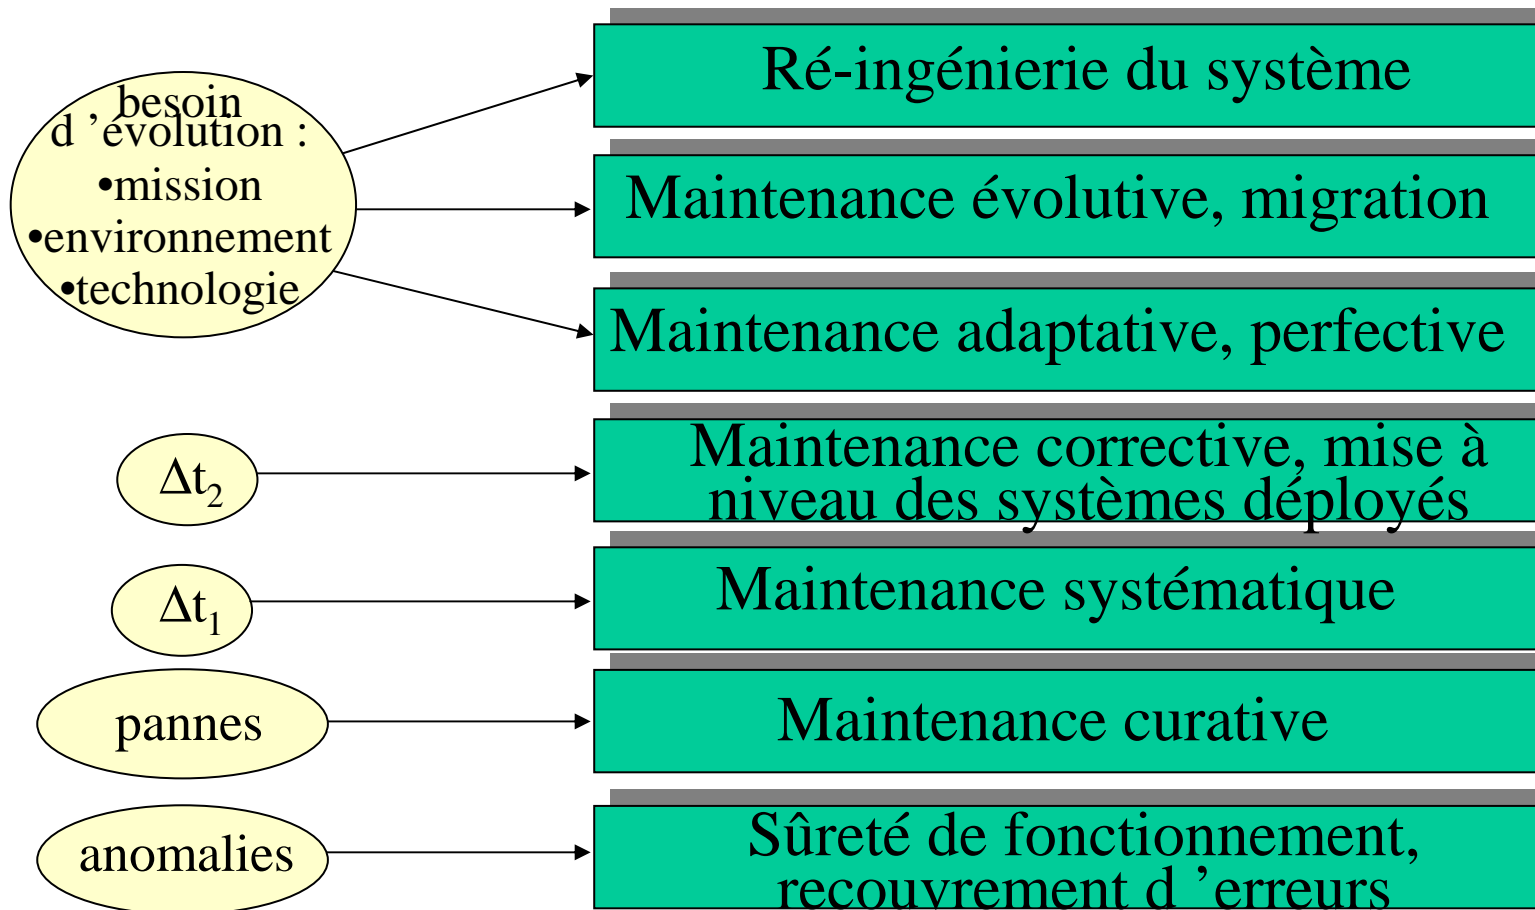 besoin
d ’évolution :
•mission
•environnement
•technologie
Ré-ingénierie du système
Maintenance évolutive, migration
Maintenance adaptative, perfective
Δt₂
Maintenance corrective, mise à
niveau des systèmes déployés
Δt₁
Maintenance systématique
pannes
Maintenance curative
anomalies
Sûreté de fonctionnement,
recouvrement d ’erreurs